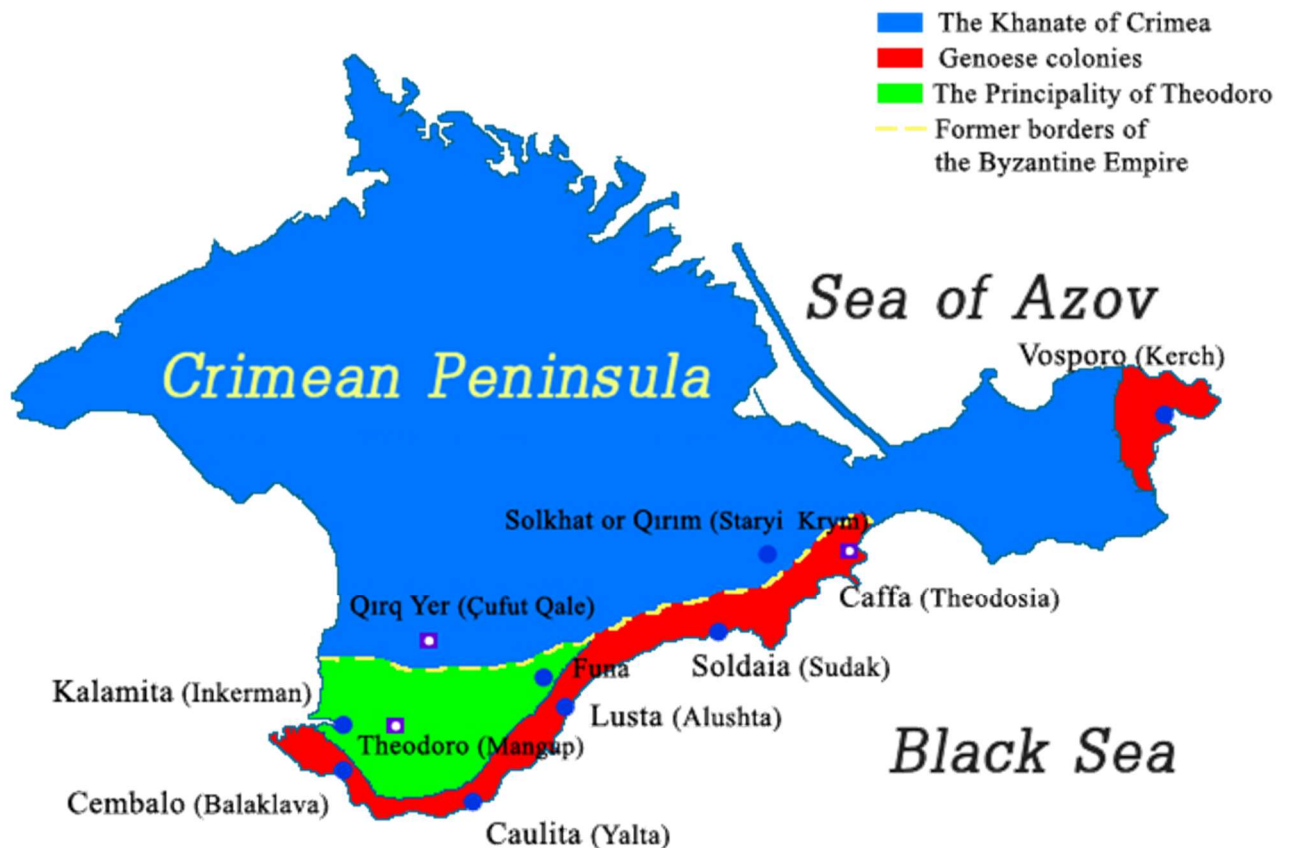 The Khanate of Crimea
Genoese colonies
The Principality of Theodoro
Former borders of
the Byzantine Empire
Sea of Azov
Vosporo (Kerch)
Crimean Peninsula
Solkhat or Qırım (Staryi Krym)
Caffa (Theodosia)
Qırq Yer (Çufut Qale)
Soldaia (Sudak)
Funa
Kalamita (Inkerman)
Lusta (Alushta)
Theodoro (Mangup)
Black Sea
Cembalo (Balaklava)
Caulita (Yalta)